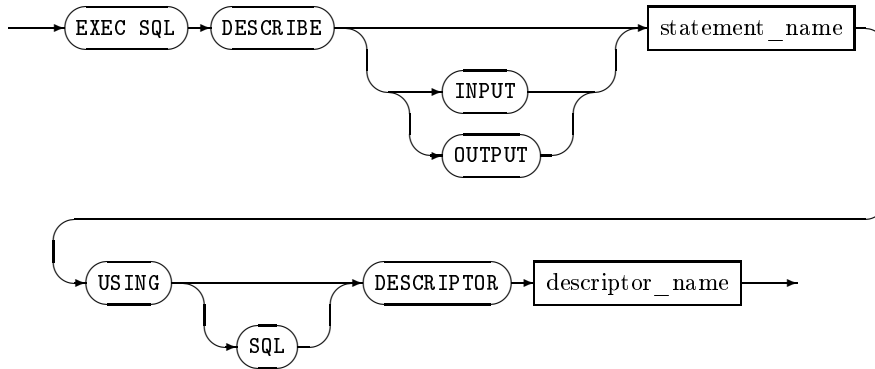 EXEC SQL DESCRIBE statement_name
INPUT
OUTPUT
USING DESCRIPTOR descriptor_name
SQL